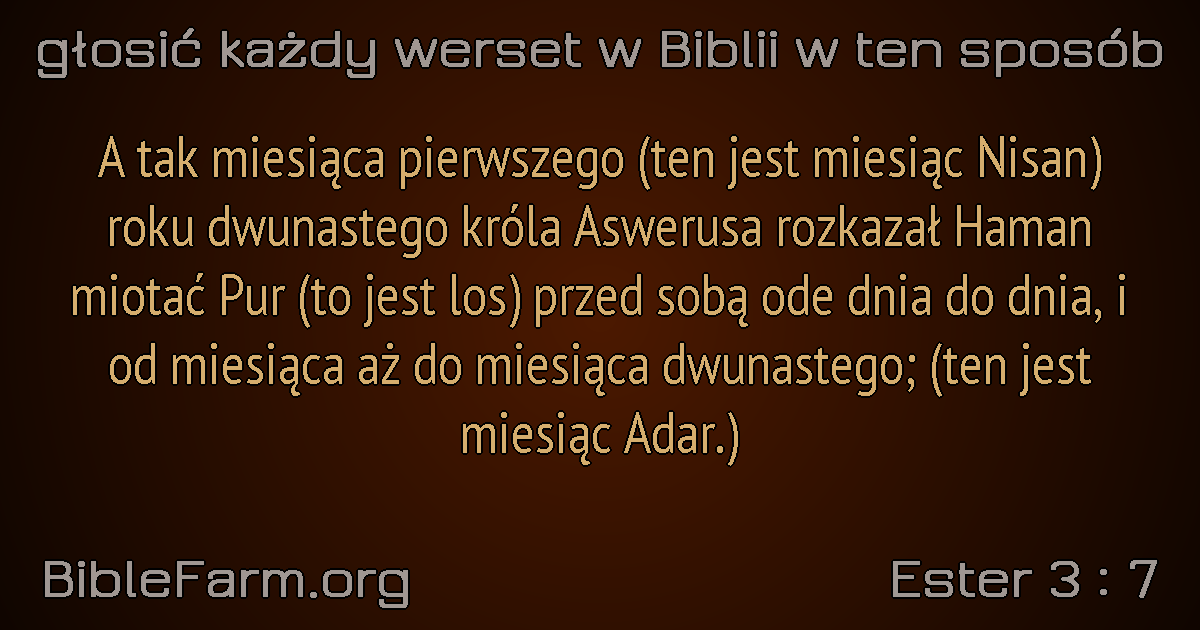 głosić każdy werset w Biblii w ten sposób
A tak miesiąca pierwszego (ten jest miesiąc Nisan)
roku dwunastego króla Aswerusa rozkazał Haman
miotać Pur (to jest los) przed sobą ode dnia do dnia, i
od miesiąca aż do miesiąca dwunastego; (ten jest
miesiąc Adar.)
BibleFarm.org
Ester 3 : 7